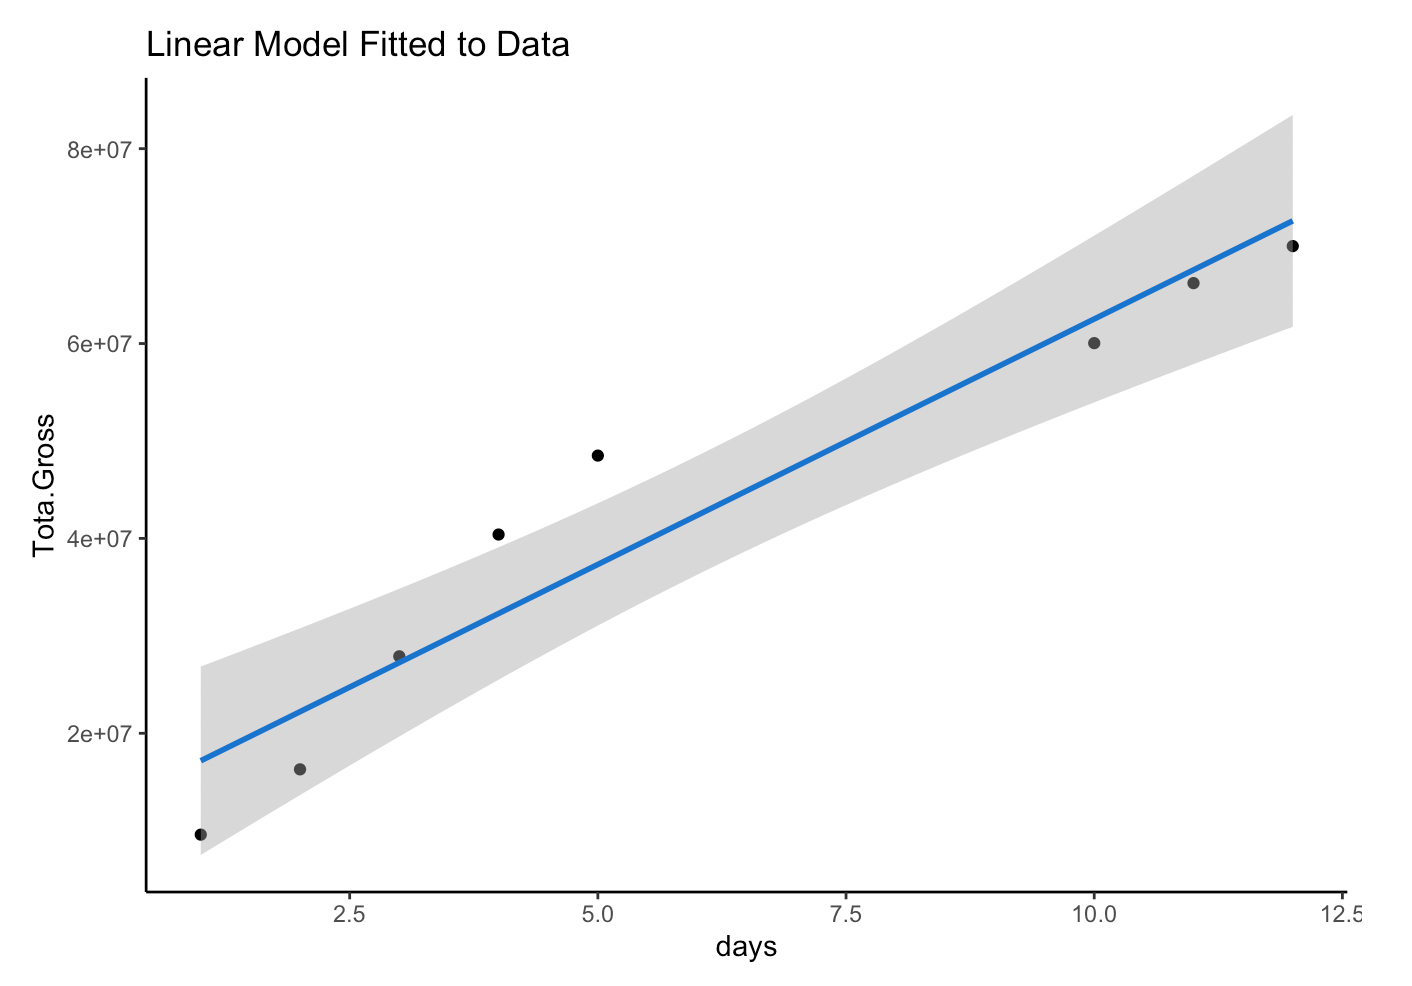 Linear Model Fitted to Data
8e+07
6e+07
4e+07
2e+07
Tota.Gross
2.5 5.0 7.5 10.0 12.5
days